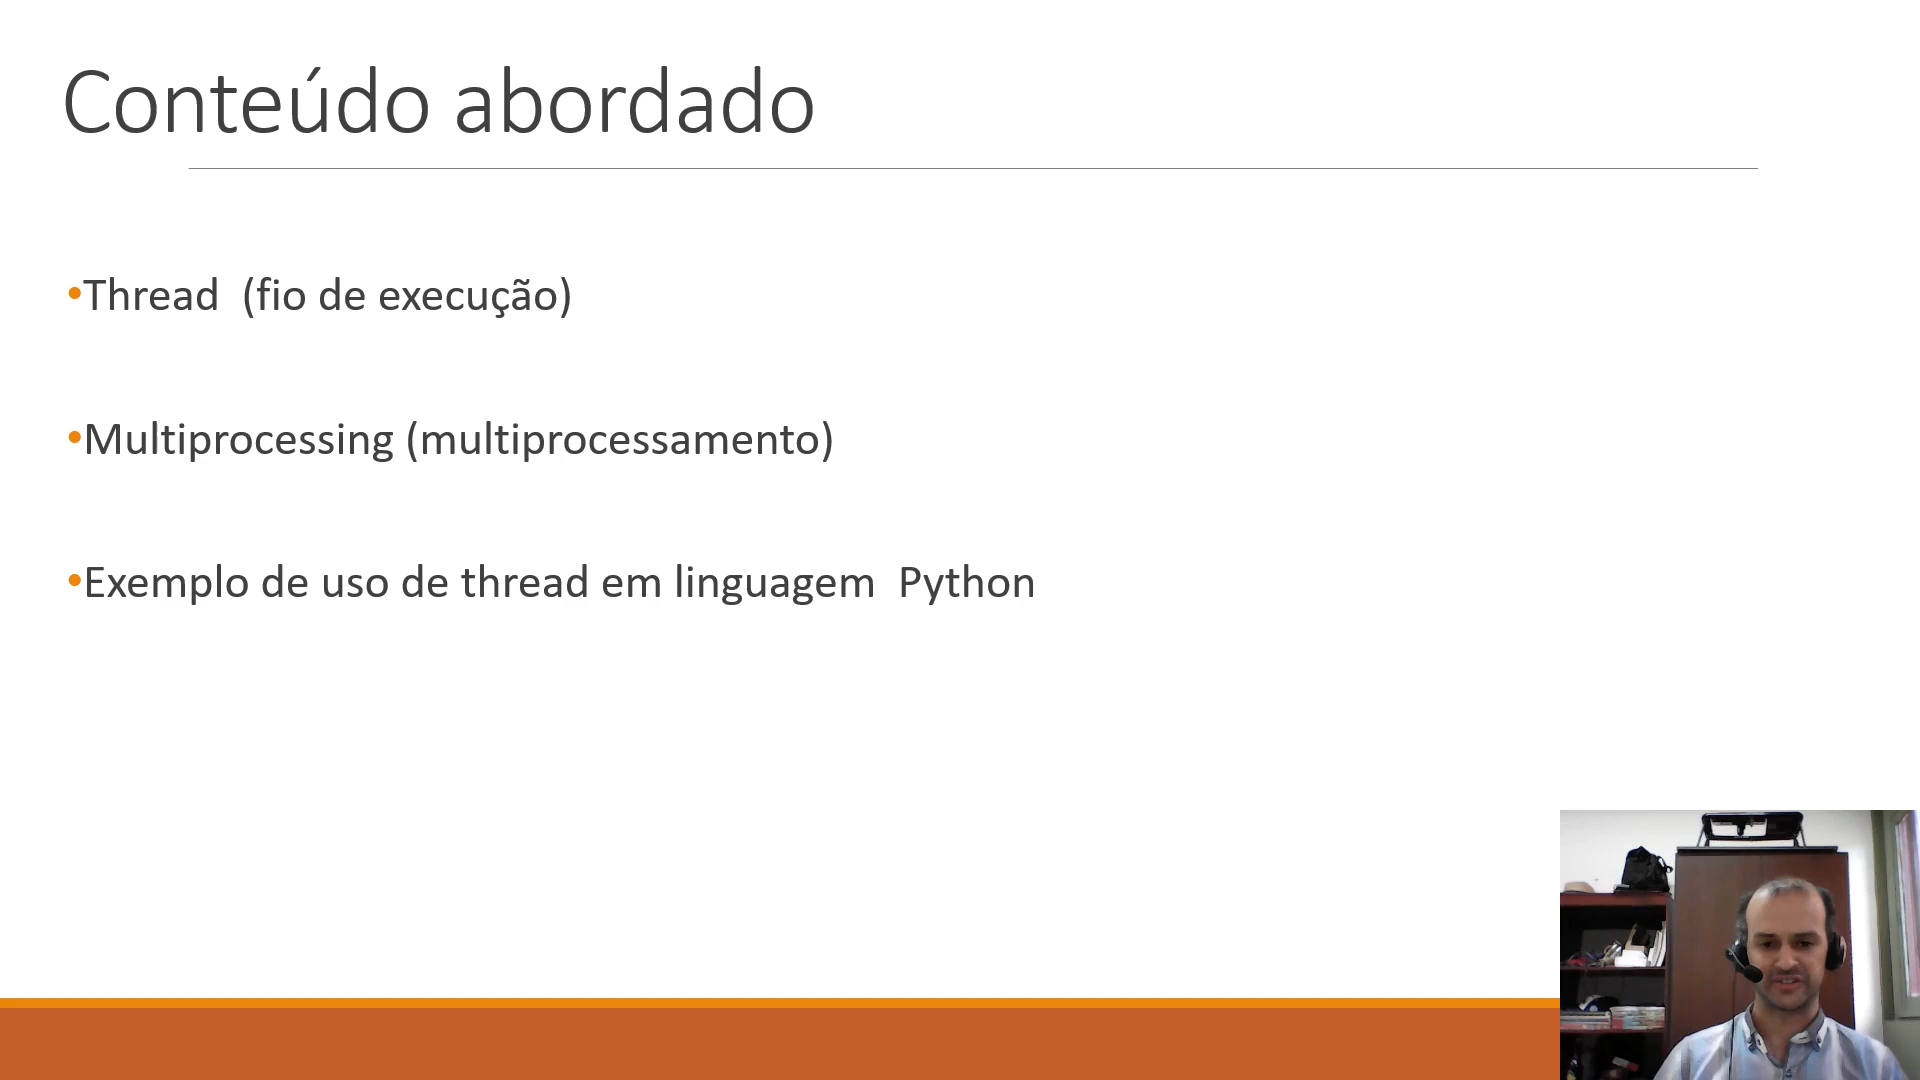 Conteúdo abordado
•Thread  (fio de execução)
•Multiprocessing (multiprocessamento)
•Exemplo de uso de thread em linguagem  Python